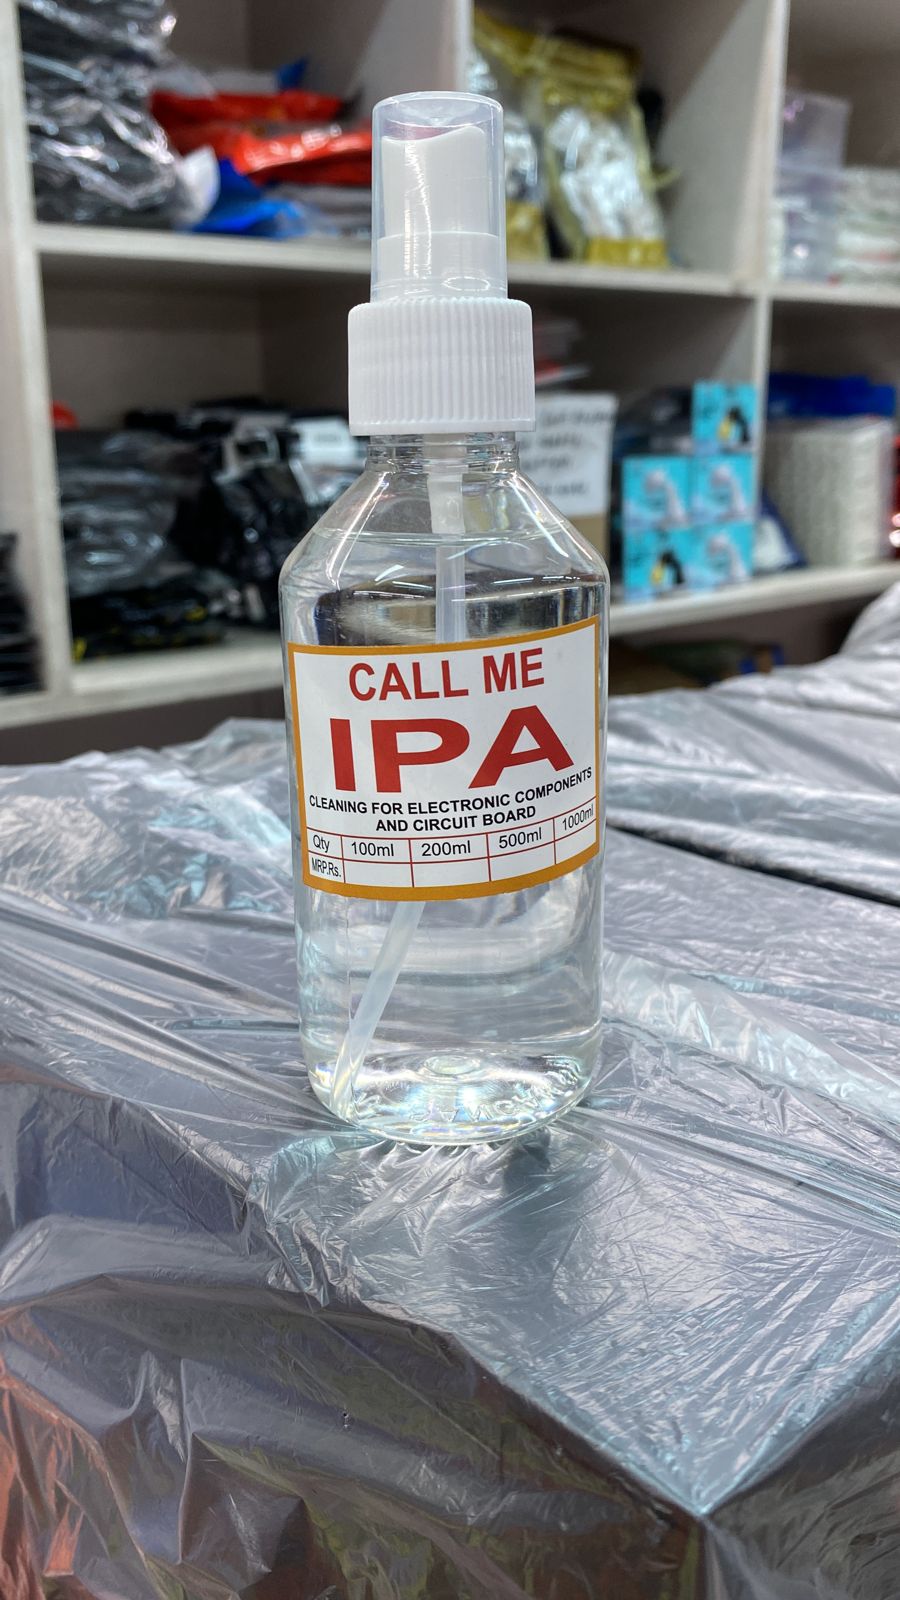 CALL ME
IPA
CLEANING FOR ELECTRONIC COMPONENTS
AND CIRCUIT BOARD
Qty 100ml 200ml 500ml 1000ml
MRP.Rs.